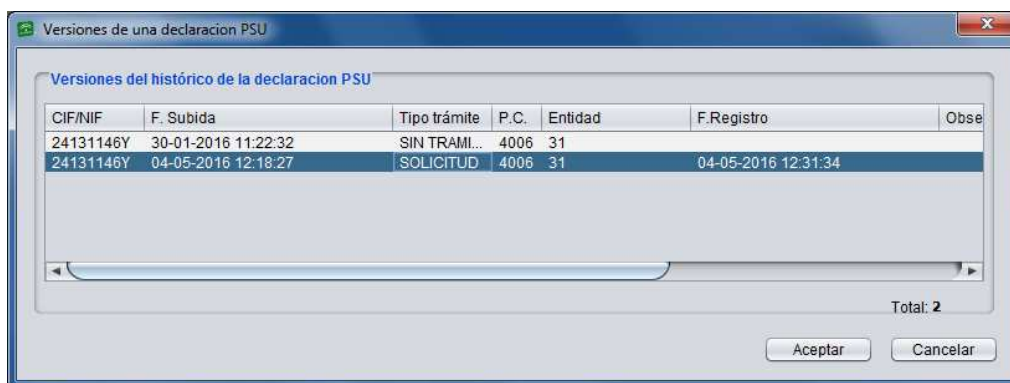 Versiones de una declaracion PSU
Versiones del histórico de la declaracion PSU
CIF/NIF F. Subida Tipo trámite P.C. Entidad F.Registro Obse
24131146Y 30-01-2016 11:22:32 SIN TRAMI... 4006 31
24131146Y 04-05-2016 12:18:27 SOLICITUD 4006 31 04-05-2016 12:31:34
Total: 2
Aceptar Cancelar